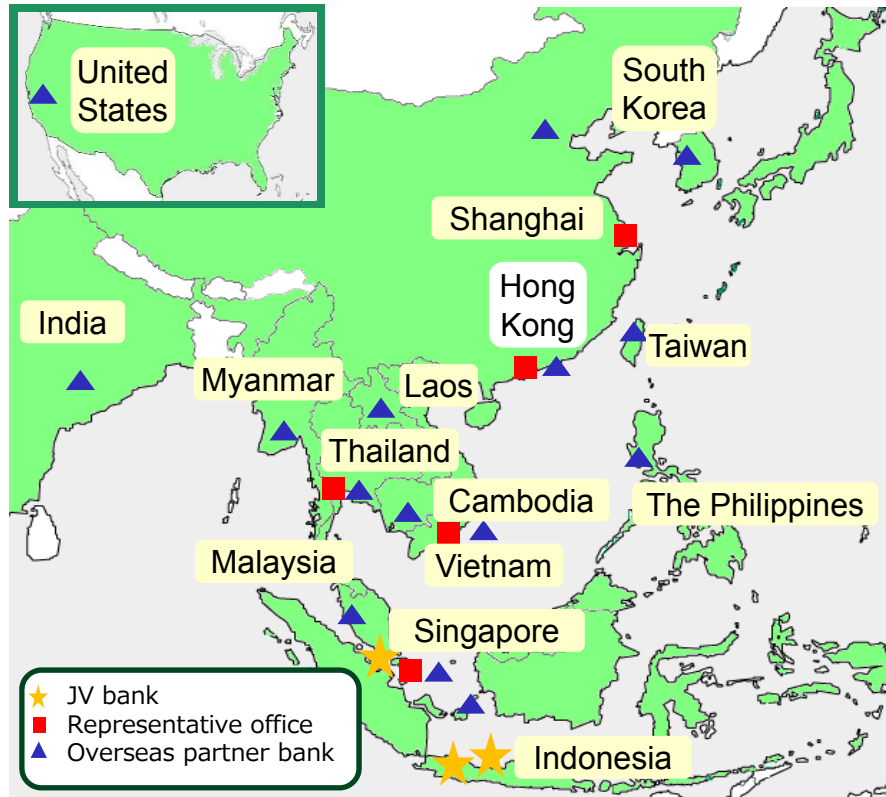 United
States
South
Korea
Shanghai
Hong
Kong
India
Taiwan
Myanmar
Laos
Thailand
Cambodia
The Philippines
Malaysia
Vietnam
Singapore
JV bank
Representative office
Overseas partner bank
Indonesia